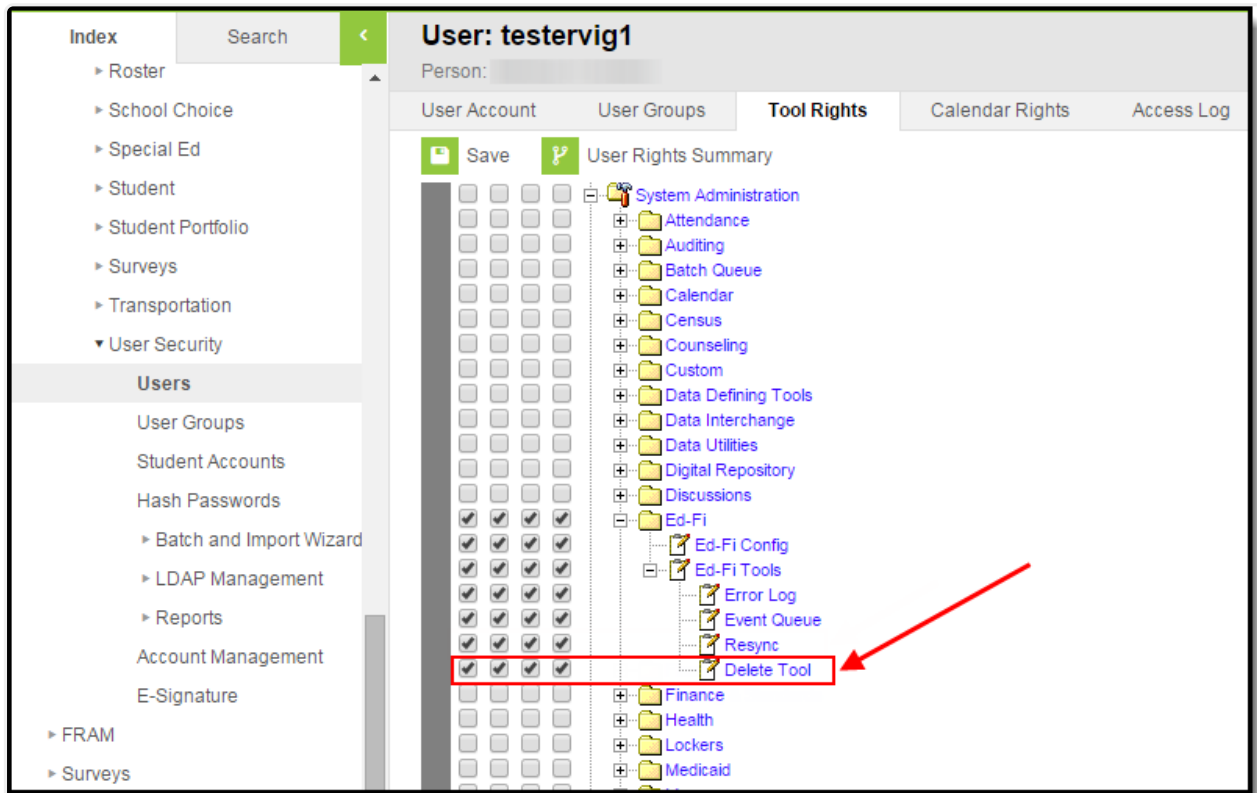 Index
Search
Roster
School Choice
Special Ed
Student
Student Portfolio
Surveys
Transportation
User Security
Users
User Groups
Student Accounts
Hash Passwords
Batch and Import Wizard
LDAP Management
Reports
Account Management
E-Signature
FRAM
Surveys
User: testervig1
Person:
User Account
User Groups
Tool Rights
Calendar Rights
Access Log
Save
User Rights Summary
System Administration
Attendance
Auditing
Batch Queue
Calendar
Census
Counseling
Custom
Data Defining Tools
Data Interchange
Data Utilities
Digital Repository
Discussions
Ed-Fi
Ed-Fi Config
Ed-Fi Tools
Error Log
Event Queue
Resync
Delete Tool
Finance
Health
Lockers
Medicaid